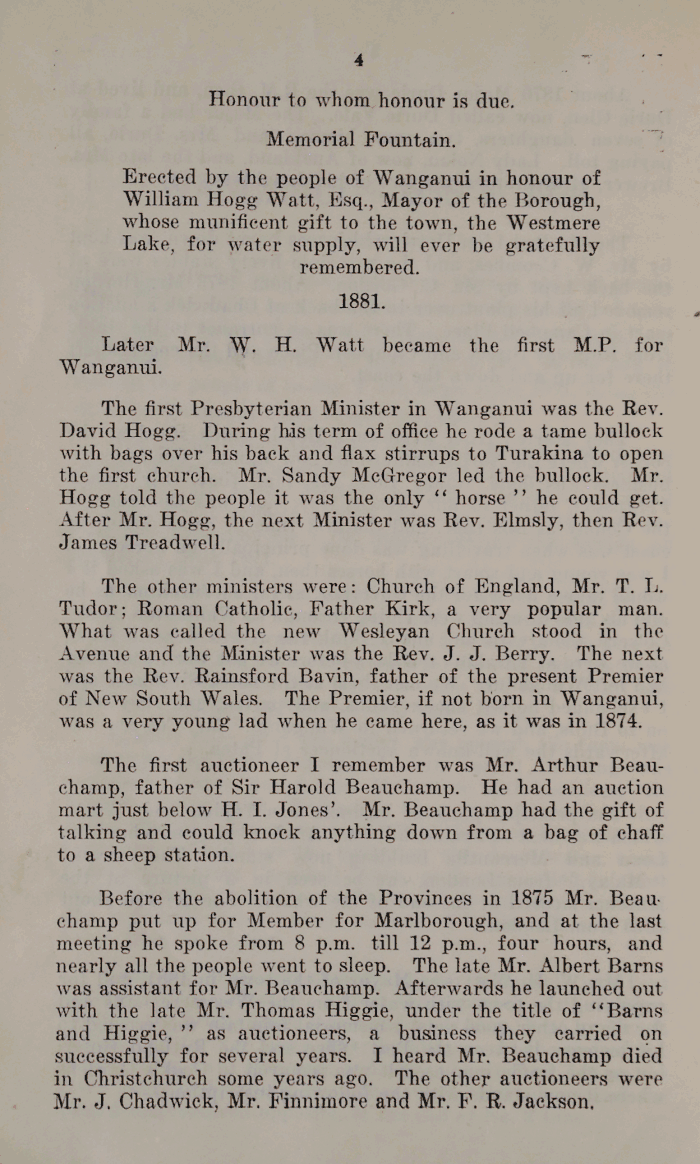 4
Honour to whom honour is due.
Memorial Fountain.
Erected by the people of Wanganui in honour of
William Hogg Watt, Esq., Mayor of the Borough,
whose munificent gift to the town, the Westmere
Lake, for water supply, will ever be gratefully
remembered.
1881.
Later Mr. W. H. Watt became the first M.P. for
Wanganui.
The first Presbyterian Minister in Wanganui was the Rev.
David Hogg. During his term of office he rode a tame bullock
with bags over his back and flax stirrups to Turakina to open
the first church. Mr. Sandy McGregor led the bullock. Mr.
Hogg told the people it was the only “ horse ” he could get.
After Mr. Hogg, the next Minister was Rev. Elmsly, then Rev.
James Treadwell.
The other ministers were: Church of England, Mr. T. L.
Tudor; Roman Catholic, Father Kirk, a very popular man.
What was called the new Wesleyan Church stood in the
Avenue and the Minister was the Rev. J. J. Berry. The next
was the Rev. Rainsford Bavin, father of the present Premier
of New South Wales. The Premier, if not born in Wanganui,
was a very young lad when he came here, as it was in 1874.
The first auctioneer I remember was Mr. Arthur Beau-
champ, father of Sir Harold Beauchamp. He had an auction
mart just below H. I. Jones’. Mr. Beauchamp had the gift of
talking and could knock anything down from a bag of chaff
to a sheep station.
Before the abolition of the Provinces in 1875 Mr. Beau-
champ put up for Member for Marlborough, and at the last
meeting he spoke from 8 p.m. till 12 p.m., four hours, and
nearly all the people went to sleep. The late Mr. Albert Barns
was assistant for Mr. Beauchamp. Afterwards he launched out
with the late Mr. Thomas Higgie, under the title of “Barns
and Higgie, ” as auctioneers, a business they carried on
successfully for several years. I heard Mr. Beauchamp died
in Christchurch some years ago. The other auctioneers were
Mr. J. Chadwick, Mr. Finnimore and Mr. F. R. Jackson.